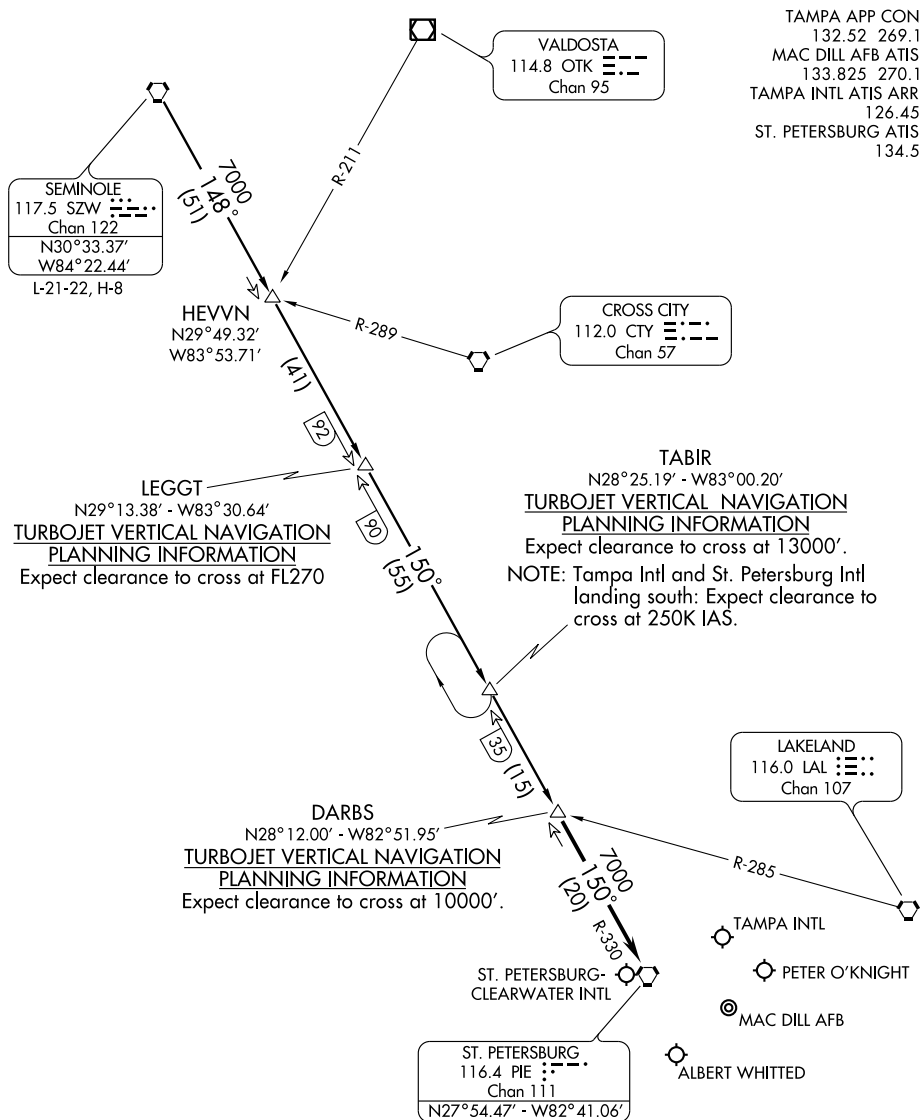 TAMPA APP CON
132.52 269.1
MAC DILL AFB ATIS
133.825 270.1
TAMPA INTL ATIS ARR
126.45
ST. PETERSBURG ATIS
134.5
VALDOSTA
114.8 OTK
Chan 95
SEMINOLE
117.5 SZW
Chan 122
N30°33.37'
W84°22.44'
L-21-22, H-8
7000
148°
(51)
R-211
HEVVN
N29°49.32'
W83°53.71'
R-289
CROSS CITY
112.0 CTY
Chan 57
(41)
92
LEGGT
N29°13.38' - W83°30.64'
TURBOJET VERTICAL NAVIGATION
PLANNING INFORMATION
Expect clearance to cross at FL270
90
150°
(55)
TABIR
N28°25.19' - W83°00.20'
TURBOJET VERTICAL NAVIGATION
PLANNING INFORMATION
Expect clearance to cross at 13000'.
NOTE: Tampa Intl and St. Petersburg Intl
landing south: Expect clearance to
cross at 250K IAS.
35
(15)
LAKELAND
116.0 LAL
Chan 107
DARBS
N28°12.00' - W82°51.95'
TURBOJET VERTICAL NAVIGATION
PLANNING INFORMATION
Expect clearance to cross at 10000'.
7000
150°
(20)
R-330
R-285
TAMPA INTL
ST. PETERSBURG-
CLEARWATER INTL
PETER O'KNIGHT
MAC DILL AFB
ALBERT WHITTED
ST. PETERSBURG
116.4 PIE
Chan 111
N27°54.47' - W82°41.06'